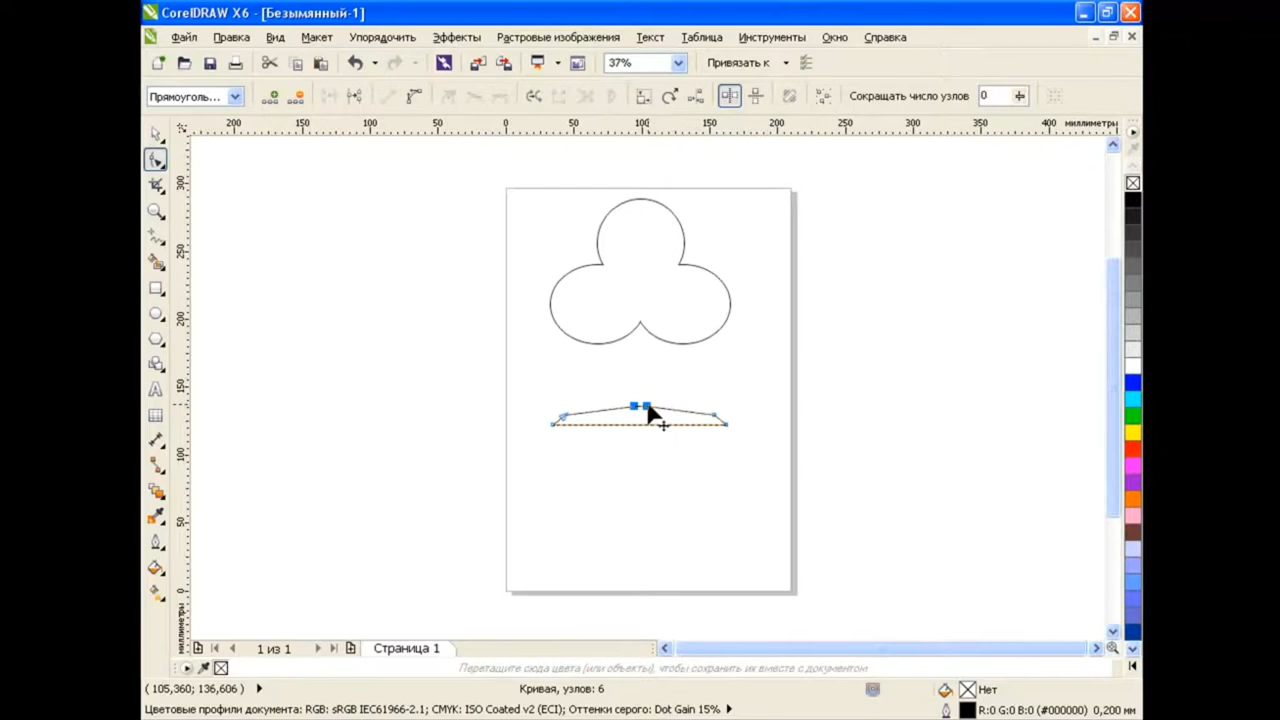 CorelDRAW X6 - [Безымянный-1]
Файл Правка Вид Макет Упорядочить Эффекты Растровые изображения Текст Таблица Инструменты Окно Справка
37% Привязать к
Прямоуголь... Сокращать число узлов 0
200 150 100 50 0 50 100 150 200 250 300 350 400 миллиметры
300
250
200
150
100
50
0
миллиметры
1 из 1 Страница 1
Перетащите сюда цвета (или объекты), чтобы сохранить их вместе с документом
( 105,360; 136,606 ) Кривая, узлов: 6 Нет
Цветовые профили документа: RGB: sRGB IEC61966-2.1; CMYK: ISO Coated v2 (ECI); Оттенки серого: Dot Gain 15% R:0 G:0 B:0 (#000000) 0,200 мм